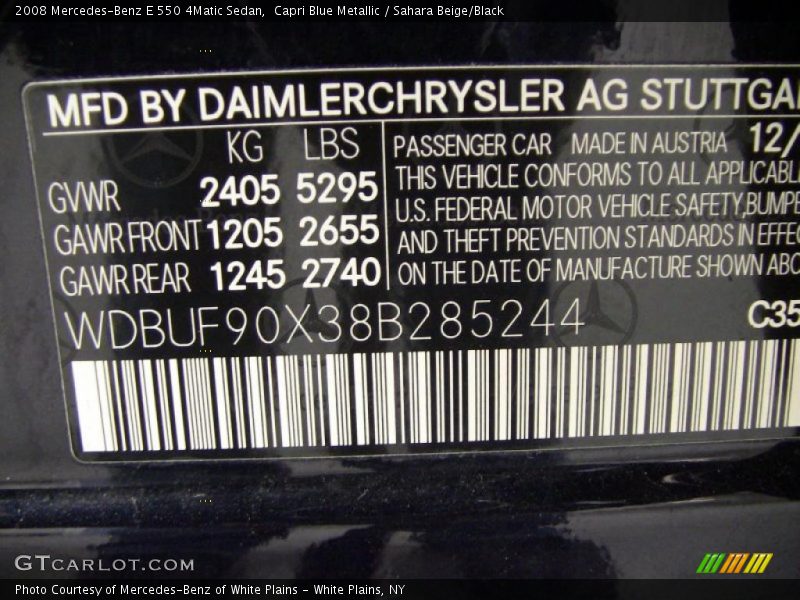 2008 Mercedes-Benz E 550 4Matic Sedan,  Capri Blue Metallic / Sahara Beige/Black
MFD BY DAIMLERCHRYSLER AG STUTTGA
KG LBS
GVWR 2405 5295
GAWR FRONT 1205 2655
GAWR REAR 1245 2740
PASSENGER CAR MADE IN AUSTRIA 12/
THIS VEHICLE CONFORMS TO ALL APPLICABL
U.S. FEDERAL MOTOR VEHICLE SAFETY, BUMPE
AND THEFT PREVENTION STANDARDS IN EFFE
ON THE DATE OF MANUFACTURE SHOWN ABO
WDBUF90X38B285244 C35
GTCARLOT.COM
Photo Courtesy of Mercedes-Benz of White Plains - White Plains, NY